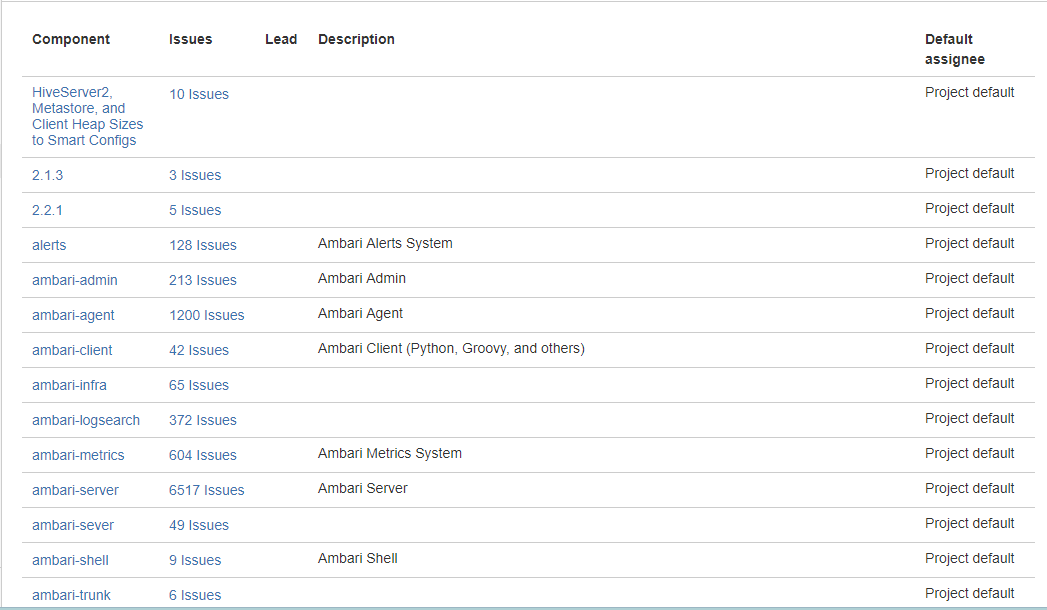 Component Issues Lead Description Default
assignee
HiveServer2, 10 Issues Project default
Metastore, and
Client Heap Sizes
to Smart Configs
2.1.3 3 Issues Project default
2.2.1 5 Issues Project default
alerts 128 Issues Ambari Alerts System Project default
ambari-admin 213 Issues Ambari Admin Project default
ambari-agent 1200 Issues Ambari Agent Project default
ambari-client 42 Issues Ambari Client (Python, Groovy, and others) Project default
ambari-infra 65 Issues Project default
ambari-logsearch 372 Issues Project default
ambari-metrics 604 Issues Ambari Metrics System Project default
ambari-server 6517 Issues Ambari Server Project default
ambari-sever 49 Issues Project default
ambari-shell 9 Issues Ambari Shell Project default
ambari-trunk 6 Issues Project default